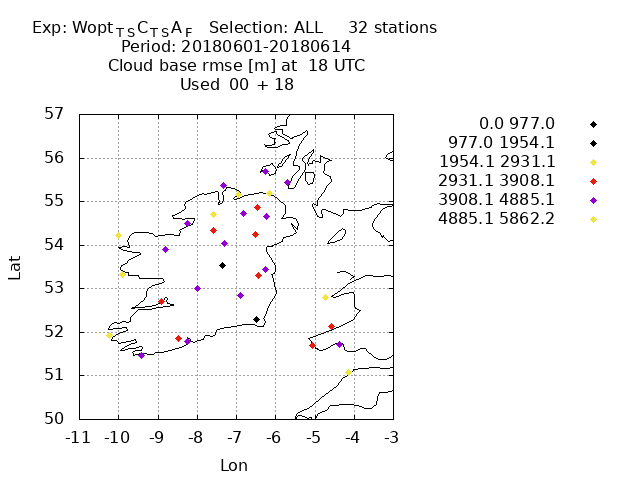 Exp: Wopt_TS C_TS A_F Selection: ALL 32 stations
Period: 20180601-20180614
Cloud base rmse [m] at 18 UTC
Used 00 + 18
0.0 977.0
977.0 1954.1
1954.1 2931.1
2931.1 3908.1
3908.1 4885.1
4885.1 5862.2
57
56
55
54
53
52
51
50
Lat
-11 -10 -9 -8 -7 -6 -5 -4 -3
Lon